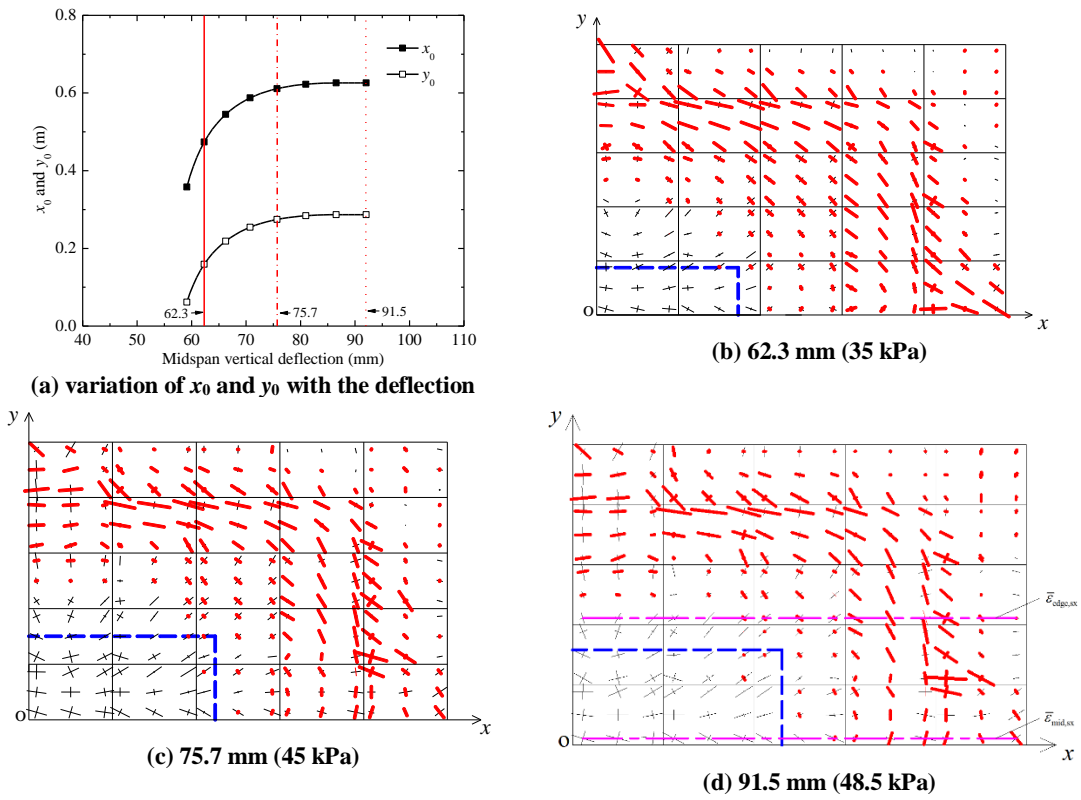 0.8
0.6
0.4
0.2
0.0
x₀ and y₀ (m)
x₀
y₀
62.3
75.7
91.5
40 50 60 70 80 90 100 110
Midspan vertical deflection (mm)
(a) variation of x₀ and y₀ with the deflection
y
o
x
(b) 62.3 mm (35 kPa)
y
o
x
(c) 75.7 mm (45 kPa)
y
ε̅edge,sx
ε̅mid,sx
o
x
(d) 91.5 mm (48.5 kPa)